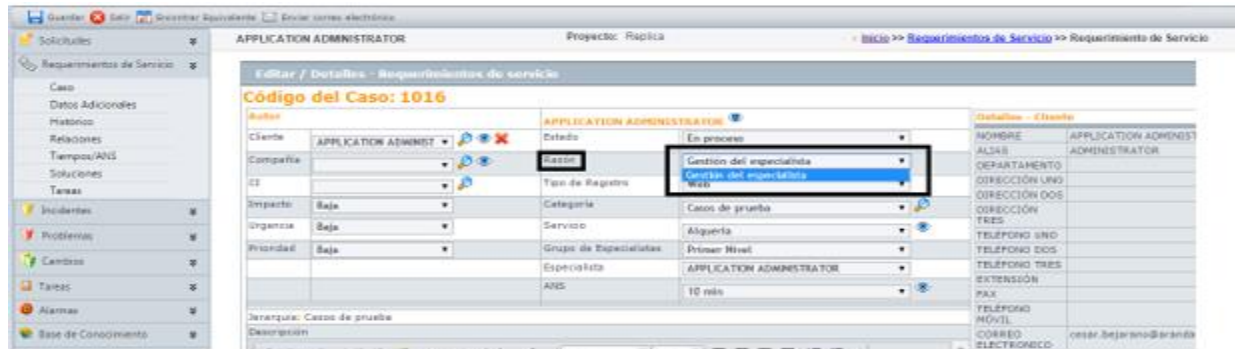 Guardar Salir Encontrar Equivalente Enviar correo electrónico
Solicitudes
Requerimientos de Servicio
Caso
Datos Adicionales
Histórico
Relaciones
Tiempos/ANS
Soluciones
Tareas
Incidentes
Problemas
Cambios
Tareas
Alarmas
Base de Conocimiento
APPLICATION ADMINISTRATOR Proyecto: Replica Inicio >> Requerimientos de Servicio >> Requerimiento de Servicio
Editar / Detalles - Requerimientos de servicio
Código del Caso: 1016
Autor APPLICATION ADMINISTRATOR
Cliente APPLICATION ADMINIST Estado En proceso
Compañía Razón Gestión del especialista
Gestión del especialista
CI Tipo de Registro Web
Impacto Baja Categoría Casos de prueba
Urgencia Baja Servicio Alquería
Prioridad Baja Grupo de Especialistas Primer Nivel
Especialista APPLICATION ADMINISTRATOR
ANS 10 min
Jerarquía: Casos de prueba
Descripción
Detalles - Cliente
NOMBRE APPLICATION ADMINIST
ALIAS ADMINISTRATOR
DEPARTAMENTO
DIRECCIÓN UNO
DIRECCIÓN DOS
DIRECCIÓN
TRES
TELÉFONO UNO
TELÉFONO DOS
TELÉFONO TRES
EXTENSIÓN
FAX
TELÉFONO
MÓVIL
CORREO cesar.bejarano@aranda
ELECTRÓNICO